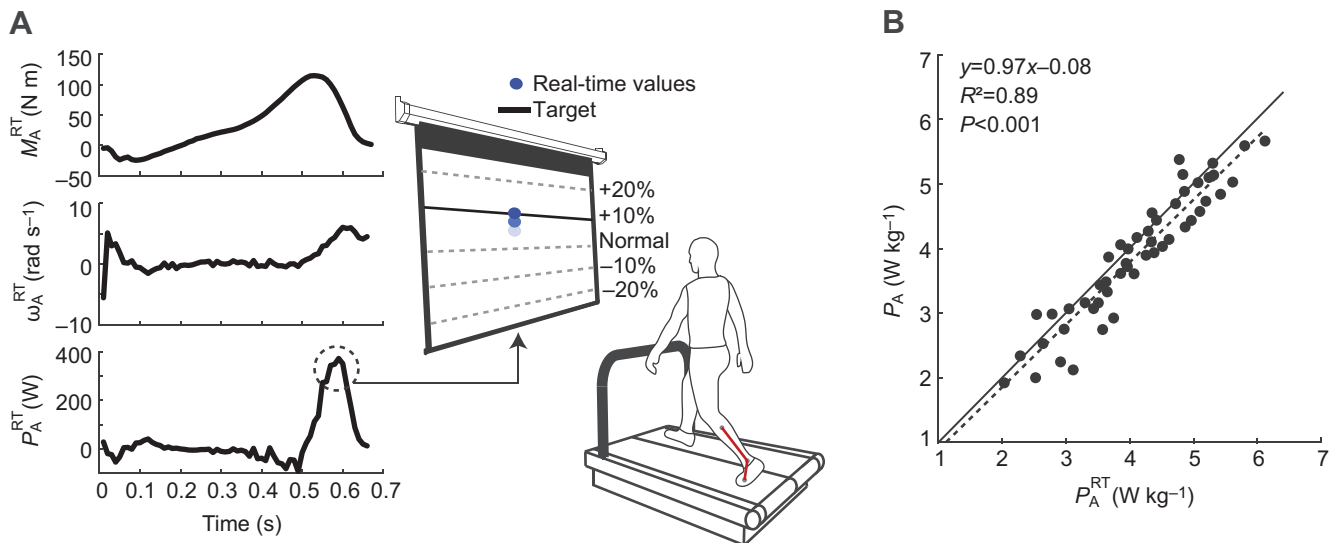 A
150
100
50
0
–50
M_A^RT (N m)
10
0
–10
ω_A^RT (rad s–1)
400
200
0
P_A^RT (W)
0 0.1 0.2 0.3 0.4 0.5 0.6 0.7
Time (s)
Real-time values
Target
+20%
+10%
Normal
–10%
–20%
B
y=0.97x–0.08
R²=0.89
P<0.001
7
6
5
4
3
2
1
P_A (W kg–1)
1 2 3 4 5 6 7
P_A^RT (W kg–1)